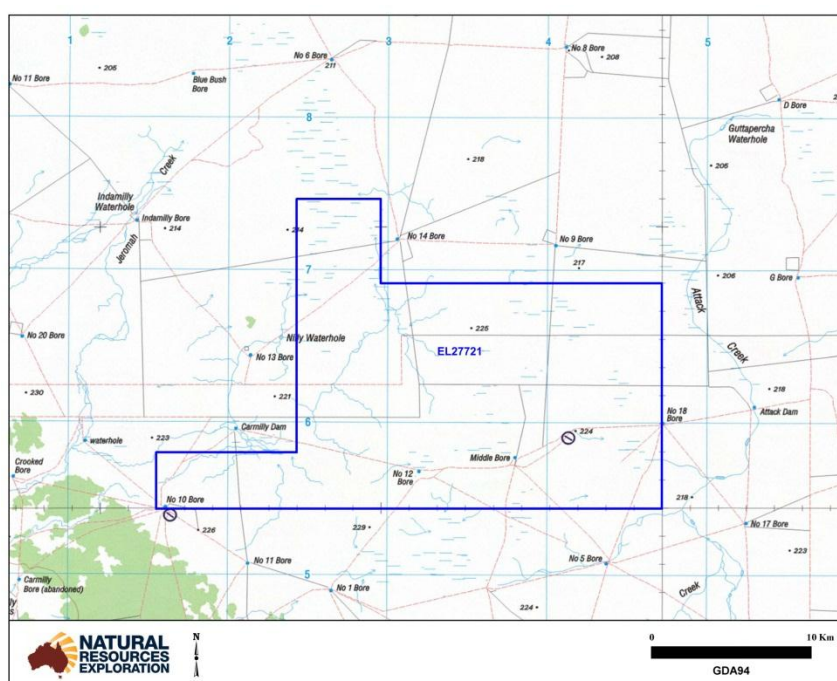 1
2
3
4
5
No 6 Bore
211
No 8 Bore
208
206
Blue Bush
Bore
No 11 Bore
D Bore
8
Guttapercha
Waterhole
218
206
Creek
Indamilly
Waterhole
Indamilly Bore
214
Jeromah
No 14 Bore
No 9 Bore
217
7
206
G Bore
Attack
Creek
No 20 Bore
Nilly Waterhole
No 13 Bore
225
EL27721
230
221
218
Attack Dam
No 18
Bore
6
waterhole
223
Carmilly Dam
224
Crooked
Bore
Middle Bore
No 12
Bore
No 10 Bore
226
229
218
No 17 Bore
223
No 11 Bore
5
No 1 Bore
No 5 Bore
Carmilly
Bore (abandoned)
224
Creek
NATURAL
RESOURCES
EXPLORATION
N
0
10 Km
GDA94